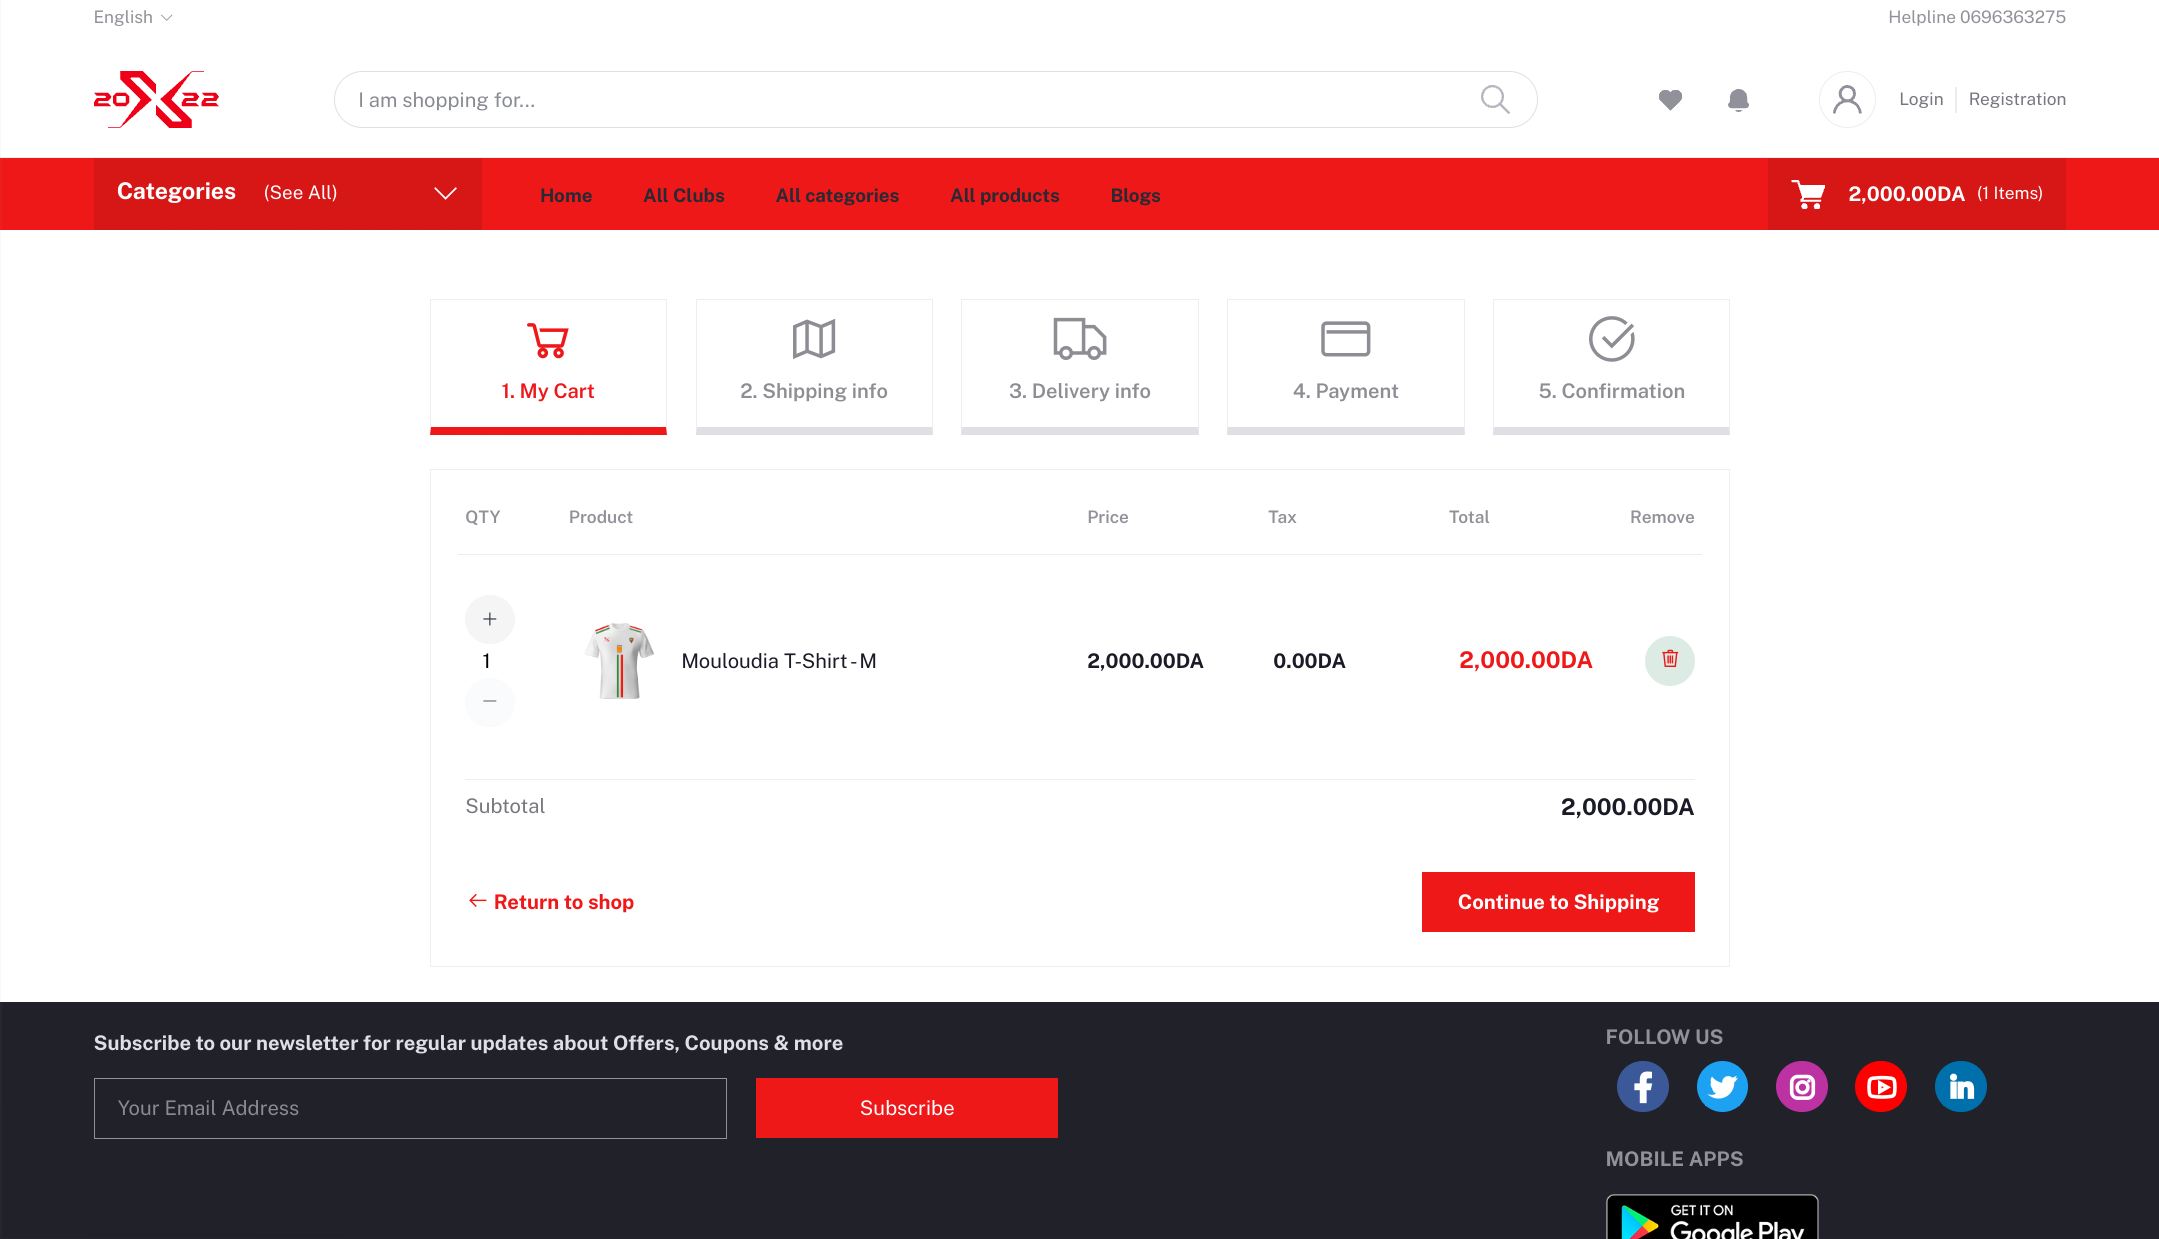 English
Helpline 0696363275
20 22
I am shopping for...
Login
Registration
Categories (See All)
Home
All Clubs
All categories
All products
Blogs
2,000.00DA (1 Items)
1. My Cart
2. Shipping info
3. Delivery info
4. Payment
5. Confirmation
QTY
Product
Price
Tax
Total
Remove
+
1
−
Mouloudia T-Shirt - M
2,000.00DA
0.00DA
2,000.00DA
Subtotal
2,000.00DA
Return to shop
Continue to Shipping
Subscribe to our newsletter for regular updates about Offers, Coupons & more
Your Email Address
Subscribe
FOLLOW US
MOBILE APPS
GET IT ON
Google Play